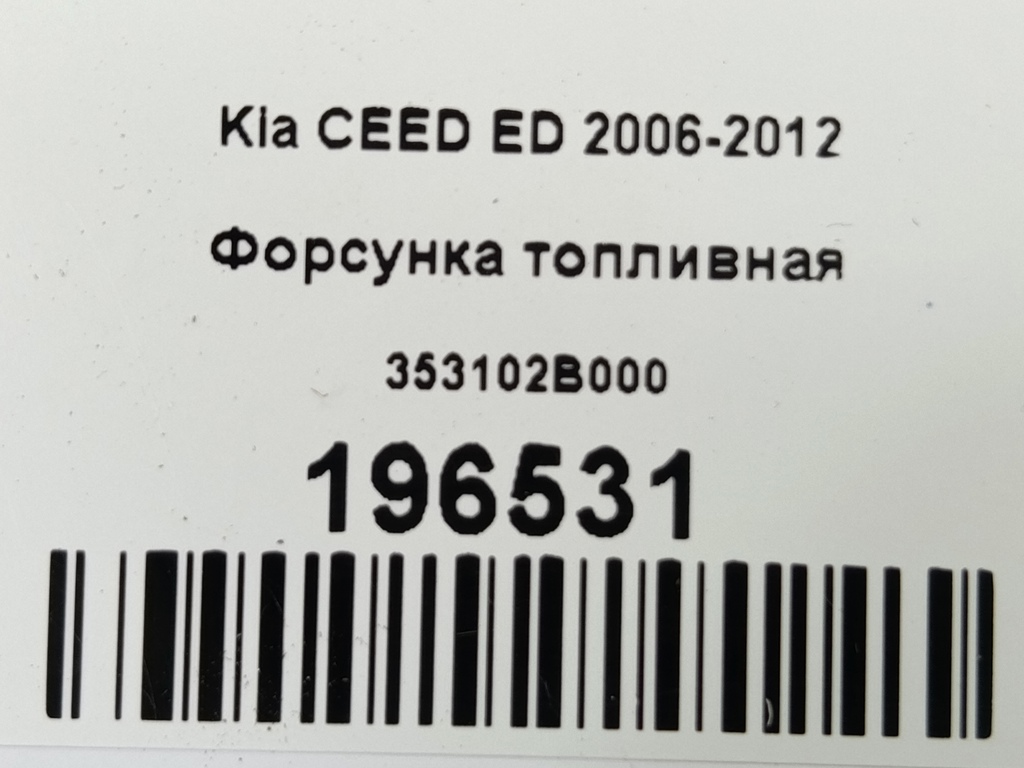 Kia CEED ED 2006-2012
Форсунка топливная
353102B000
196531